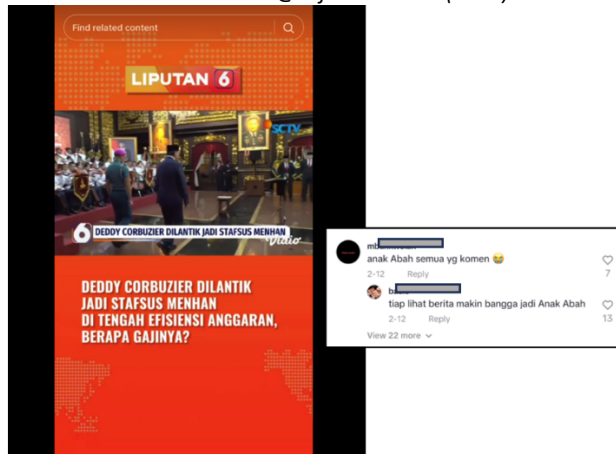 Find related content
LIPUTAN 6
SCTV
6 DEDDY CORBUZIER DILANTIK JADI STAFSUS MENHAN
Vidio
DEDDY CORBUZIER DILANTIK
JADI STAFSUS MENHAN
DI TENGAH EFISIENSI ANGGARAN,
BERAPA GAJINYA?
anak Abah semua yg komen 😭
7
2-12 Reply
tiap lihat berita makin bangga jadi Anak Abah
2-12 Reply
13
View 22 more